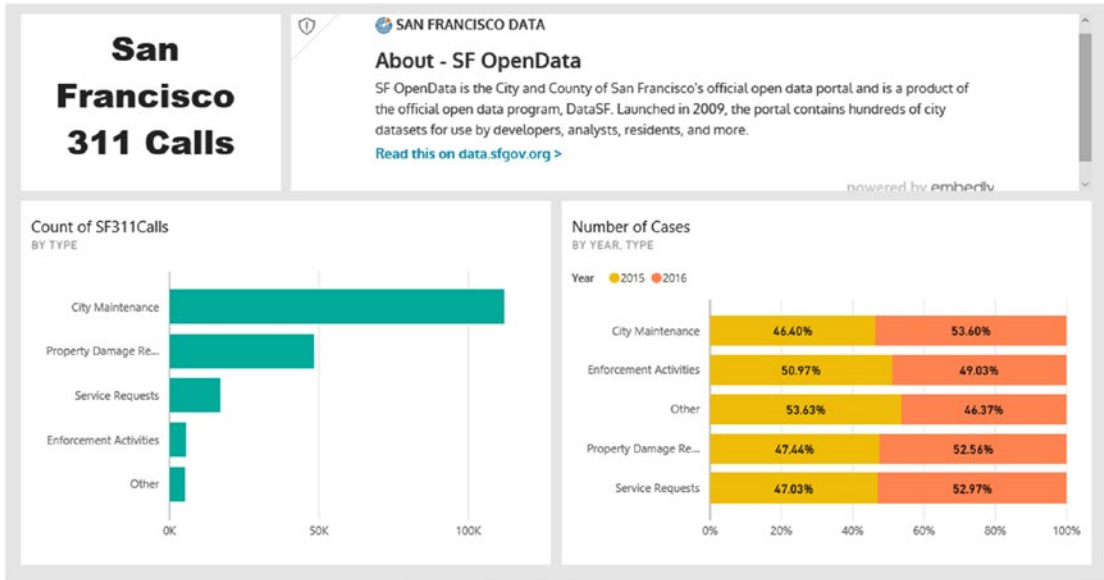 San
Francisco
311 Calls
SAN FRANCISCO DATA
About - SF OpenData
SF OpenData is the City and County of San Francisco's official open data portal and is a product of
the official open data program, DataSF. Launched in 2009, the portal contains hundreds of city
datasets for use by developers, analysts, residents, and more.
Read this on data.sfgov.org >
powered by embedly
Count of SF311Calls
BY TYPE
City Maintenance
Property Damage Re...
Service Requests
Enforcement Activities
Other
0K 50K 100K
Number of Cases
BY YEAR, TYPE
Year 2015 2016
City Maintenance 46.40% 53.60%
Enforcement Activities 50.97% 49.03%
Other 53.63% 46.37%
Property Damage Re... 47.44% 52.56%
Service Requests 47.03% 52.97%
0% 20% 40% 60% 80% 100%